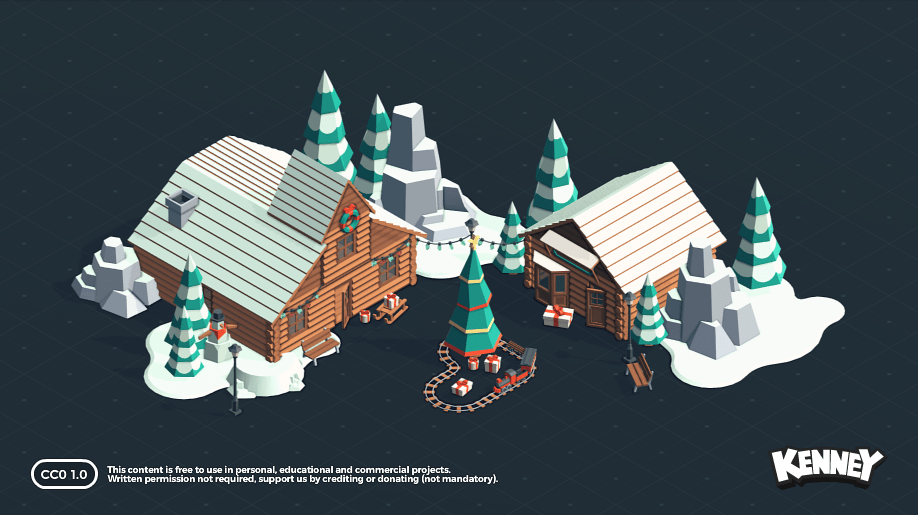 CC0 1.0
This content is free to use in personal, educational and commercial projects.
Written permission not required, support us by crediting or donating (not mandatory).
KENNEY